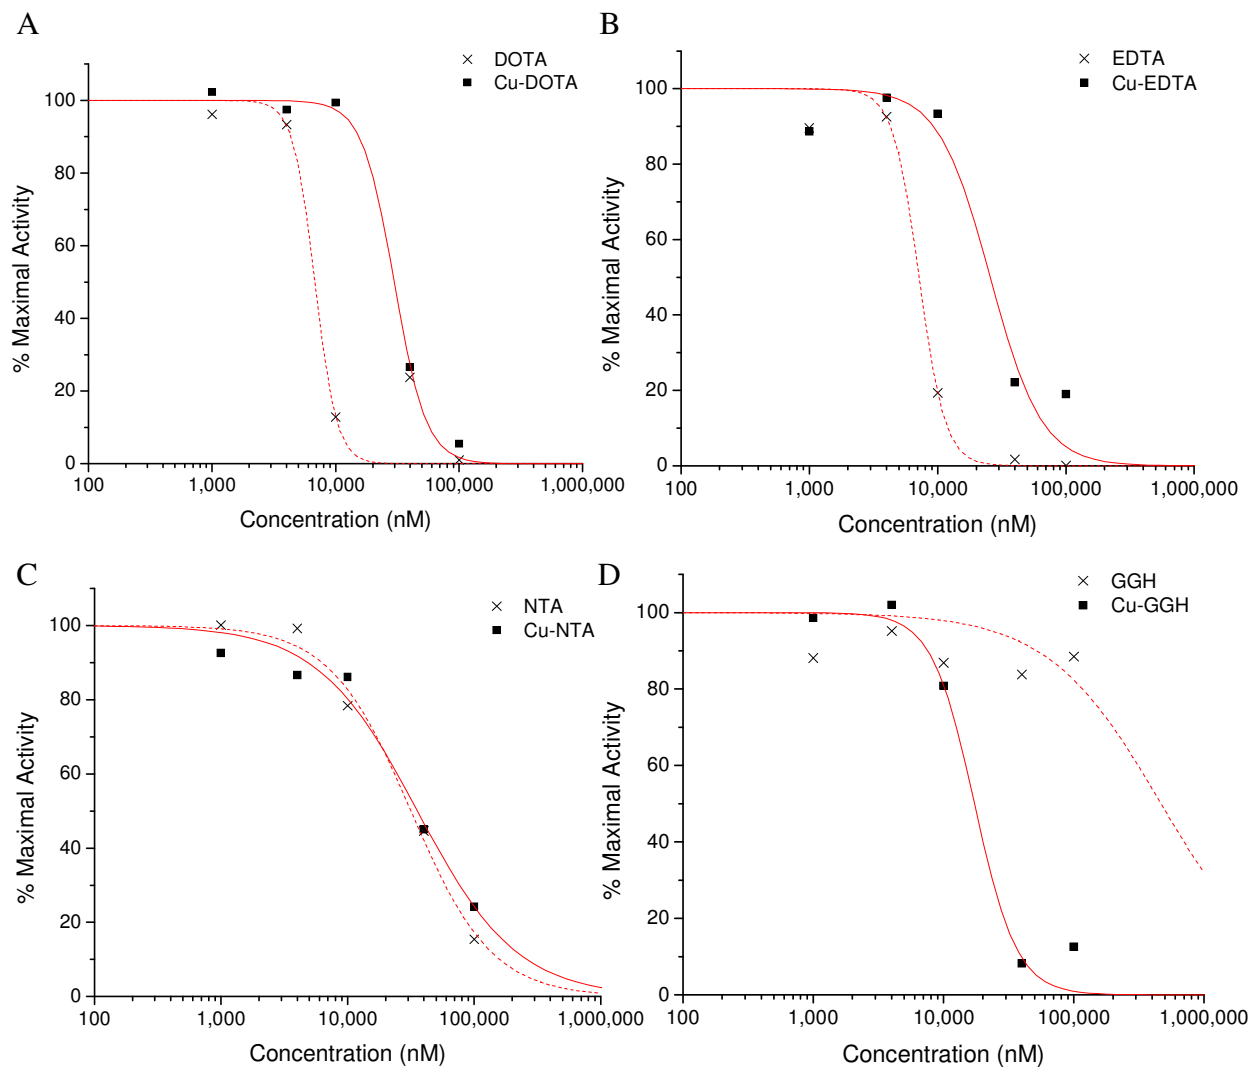 A
DOTA
Cu-DOTA
% Maximal Activity
100
80
60
40
20
0
100
1,000
10,000
100,000
1,000,000
Concentration (nM)
B
EDTA
Cu-EDTA
% Maximal Activity
100
80
60
40
20
0
100
1,000
10,000
100,000
1,000,000
Concentration (nM)
C
NTA
Cu-NTA
% Maximal Activity
100
80
60
40
20
0
100
1,000
10,000
100,000
1,000,000
Concentration (nM)
D
GGH
Cu-GGH
% Maximal Activity
100
80
60
40
20
0
100
1,000
10,000
100,000
1,000,000
Concentration (nM)